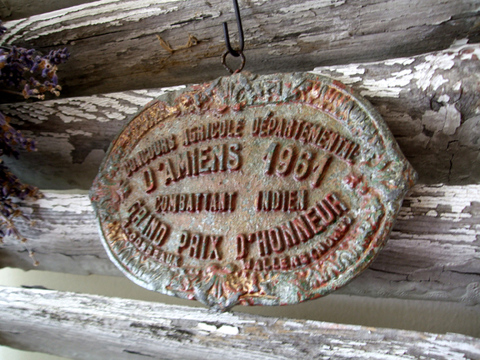 CONCOURS AGRICOLE DÉPARTEMENTAL
D'AMIENS 1961
COMBATTANT INDIEN
GRAND PRIX D'HONNEUR